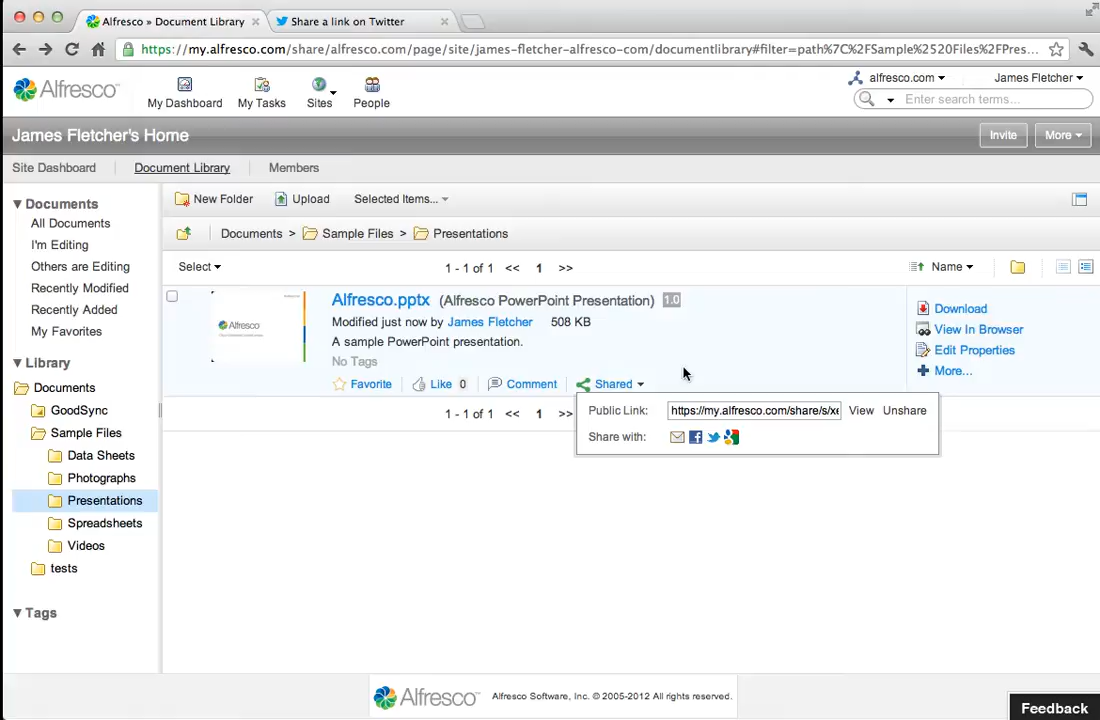 Alfresco » Document Library
Share a link on Twitter
https://my.alfresco.com/share/alfresco.com/page/site/james-fletcher-alfresco-com/documentlibrary#filter=path%7C%2FSample%2520Files%2FPres...
Alfresco
My Dashboard
My Tasks
Sites
People
alfresco.com
James Fletcher
Enter search terms...
James Fletcher's Home
Invite
More
Site Dashboard
Document Library
Members
Documents
All Documents
I'm Editing
Others are Editing
Recently Modified
Recently Added
My Favorites
Library
Documents
GoodSync
Sample Files
Data Sheets
Photographs
Presentations
Spreadsheets
Videos
tests
Tags
New Folder
Upload
Selected Items...
Documents > Sample Files > Presentations
Select
1 - 1 of 1 << 1 >>
Name
Alfresco
Alfresco.pptx (Alfresco PowerPoint Presentation) 1.0
Modified just now by James Fletcher 508 KB
A sample PowerPoint presentation.
No Tags
Favorite Like 0 Comment Shared
Download
View In Browser
Edit Properties
More...
1 - 1 of 1 << 1 >>
Public Link: https://my.alfresco.com/share/s/xe View Unshare
Share with:
Alfresco
Alfresco Software, Inc. © 2005-2012 All rights reserved.
Feedback